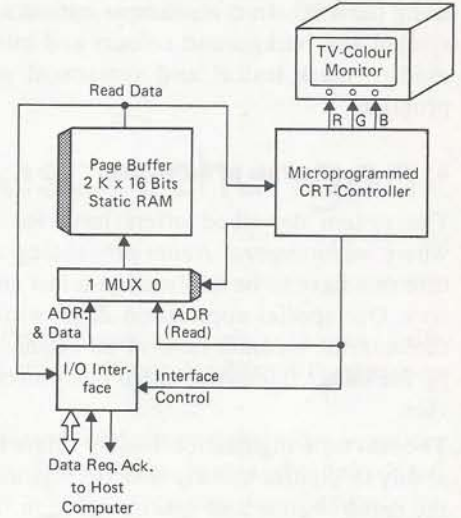 TV-Colour
Monitor
R G B
Read Data
Page Buffer
2 K x 16 Bits
Static RAM
Microprogrammed
CRT-Controller
1 MUX 0
ADR
& Data
ADR
(Read)
I/O Inter-
face
Interface
Control
Data Req. Ack.
to Host
Computer